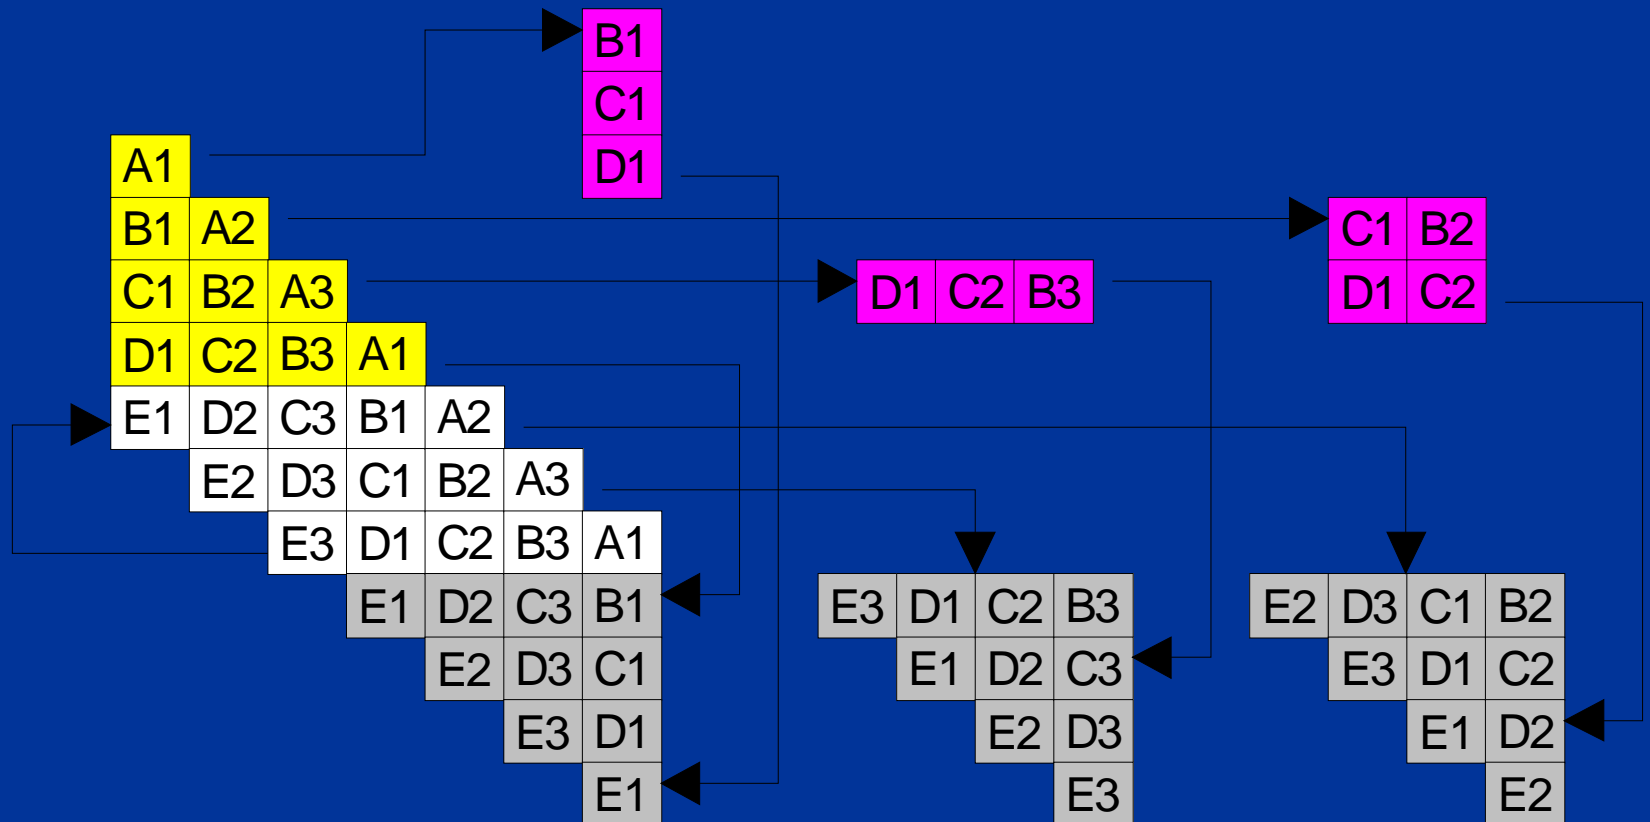 B1
C1
A1 D1
B1 A2 C1 B2
C1 B2 A3 D1 C2 B3 D1 C2
D1 C2 B3 A1
E1 D2 C3 B1 A2
E2 D3 C1 B2 A3
E3 D1 C2 B3 A1
E1 D2 C3 B1 E3 D1 C2 B3 E2 D3 C1 B2
E2 D3 C1 E1 D2 C3 E3 D1 C2
E3 D1 E2 D3 E1 D2
E1 E3 E2